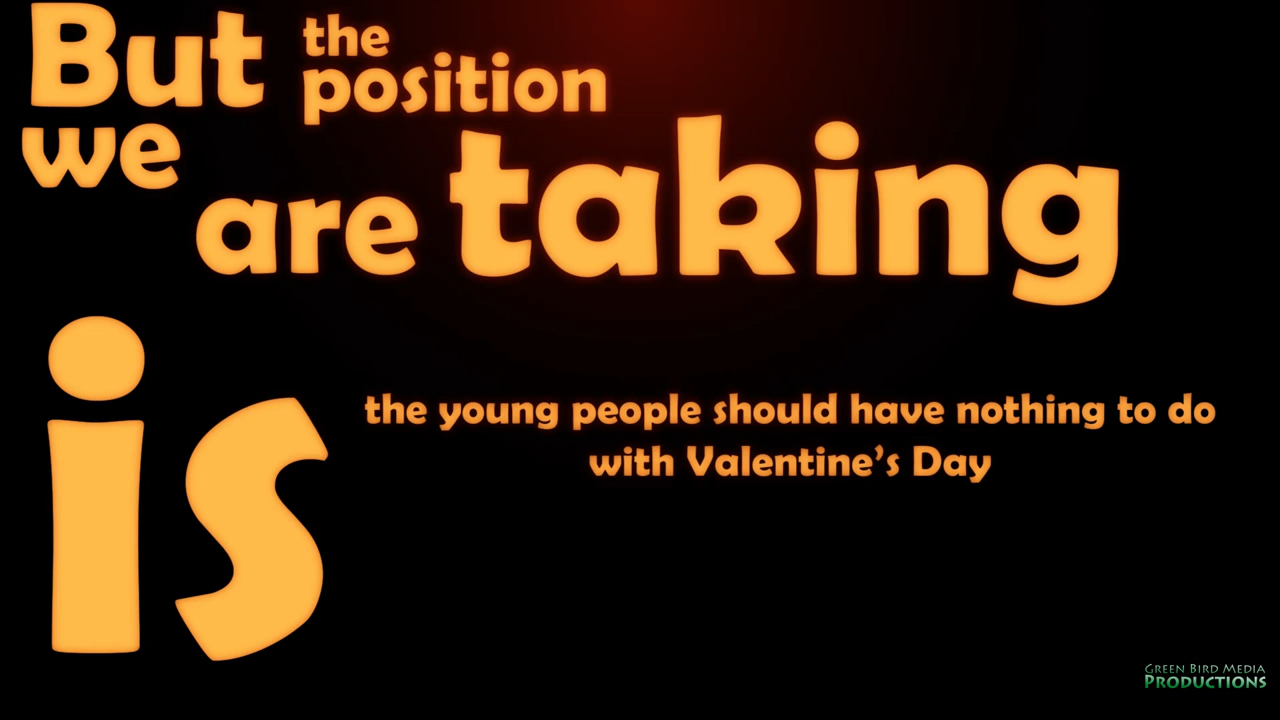 But the
position
we
are taking
is
the young people should have nothing to do
with Valentine’s Day
GREEN BIRD MEDIA
PRODUCTIONS